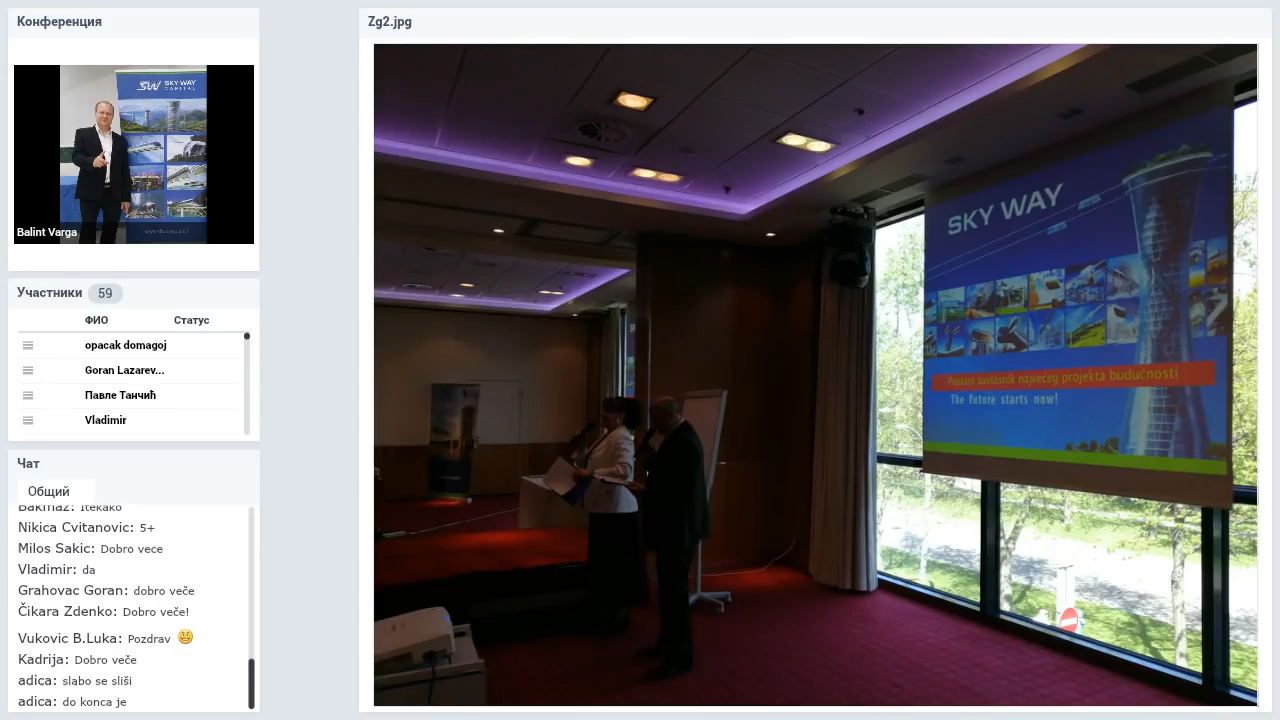 Конференция
SW SKY WAY
CAPITAL
Balint Varga
Участники 59
ФИО Статус
opacak domagoj
Goran Lazarev...
Павле Танчић
Vladimir
Чат
Общий
Bakmaz: Itekako
Nikica Cvitanovic: 5+
Milos Sakic: Dobro vece
Vladimir: da
Grahovac Goran: dobro veče
Čikara Zdenko: Dobro veče!
Vukovic B.Luka: Pozdrav
Kadrija: Dobro veče
adica: slabo se sliši
adica: do konca je
Zg2.jpg
SKY WAY
Postani suvlasnik najvećeg projekta budućnosti
The future starts now!